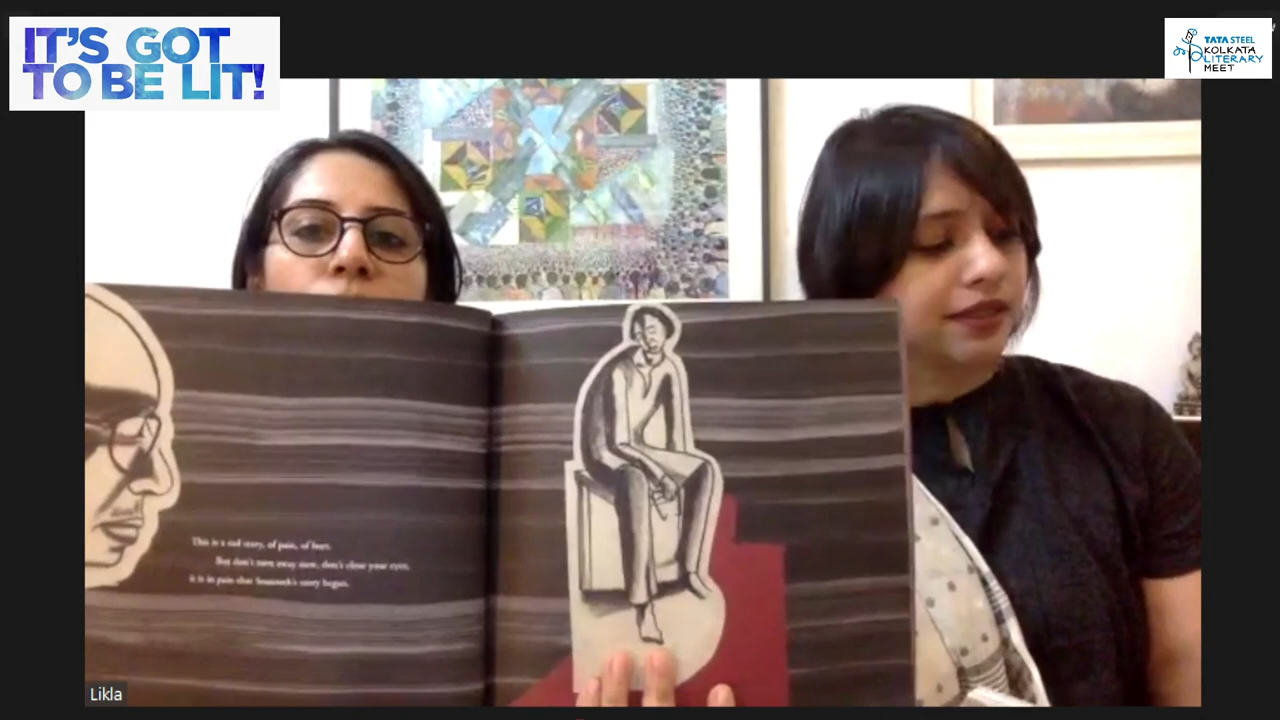 IT'S GOT
TO BE LIT!
TATA STEEL
KOLKATA
LITERARY
MEET
This is a sad story, of pain, of hurt.
But don't turn away now, don't close your eyes,
it is in pain that Somnath's story began.
Likla